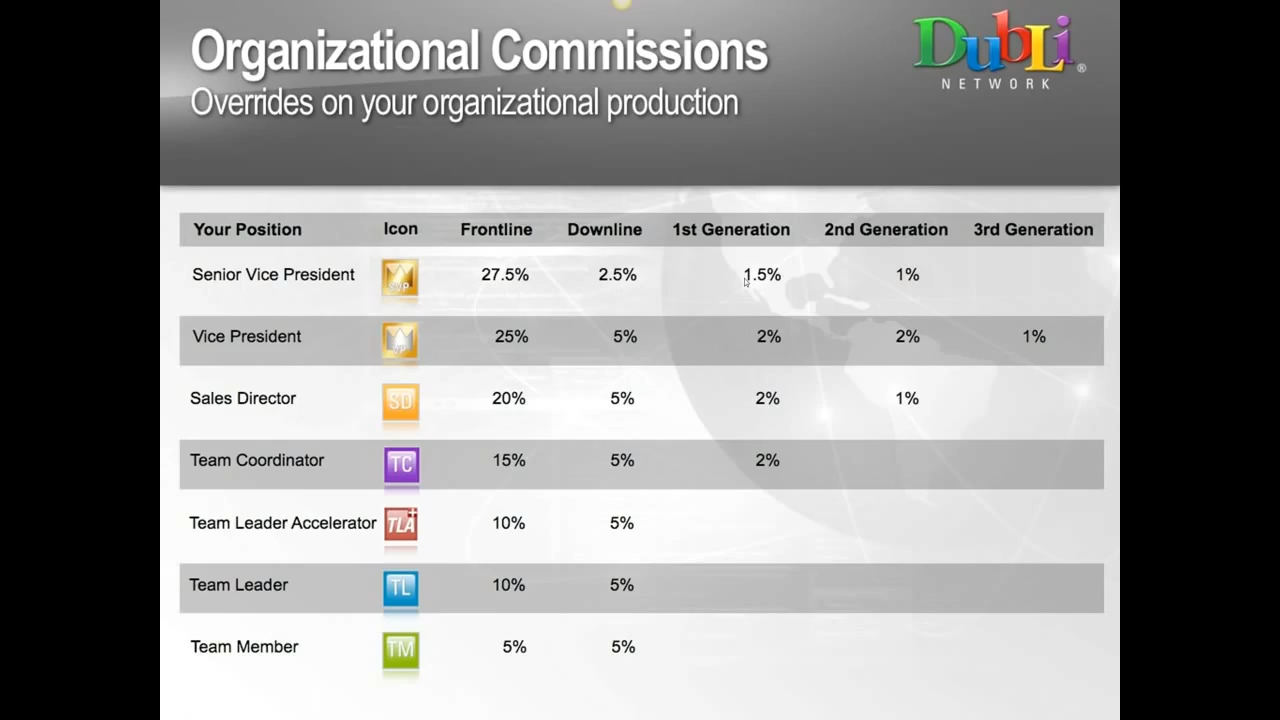 Organizational Commissions
Overrides on your organizational production
DubLi®
NETWORK
Your Position Icon Frontline Downline 1st Generation 2nd Generation 3rd Generation
Senior Vice President SVP 27.5% 2.5% 1.5% 1%
Vice President VP 25% 5% 2% 2% 1%
Sales Director SD 20% 5% 2% 1%
Team Coordinator TC 15% 5% 2%
Team Leader Accelerator TLA+ 10% 5%
Team Leader TL 10% 5%
Team Member TM 5% 5%